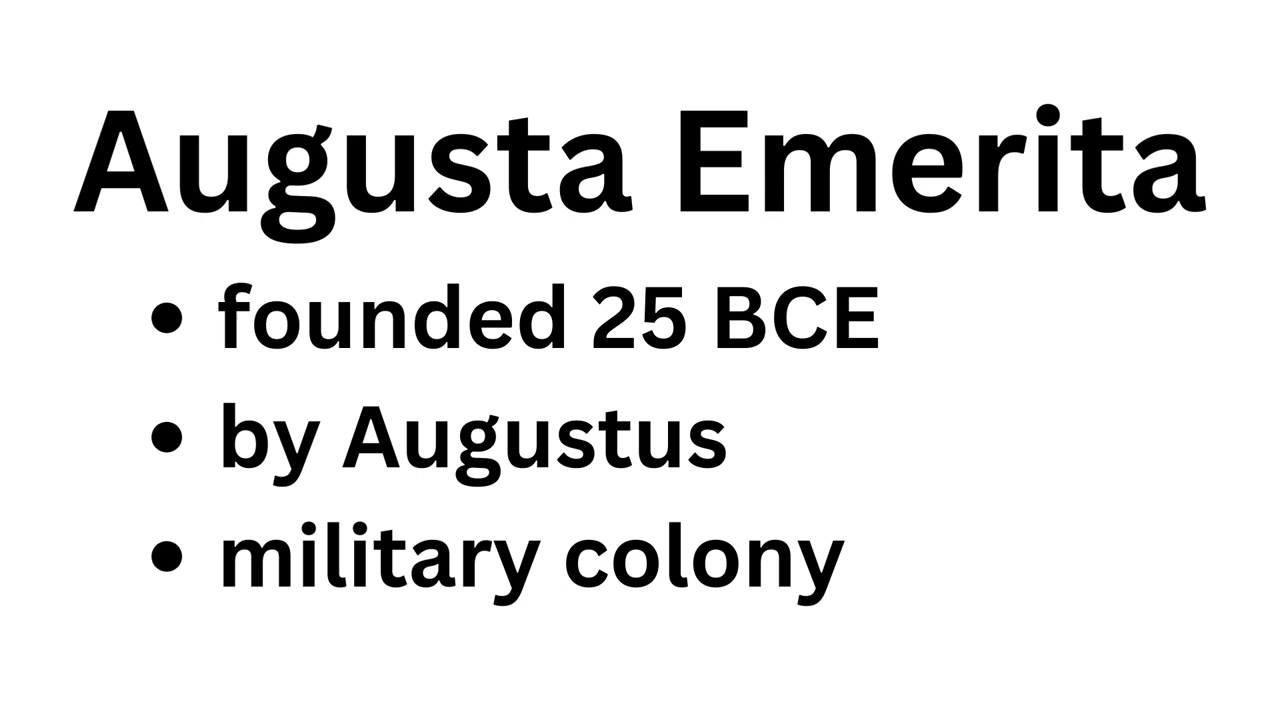 Augusta Emerita
• founded 25 BCE
• by Augustus
• military colony